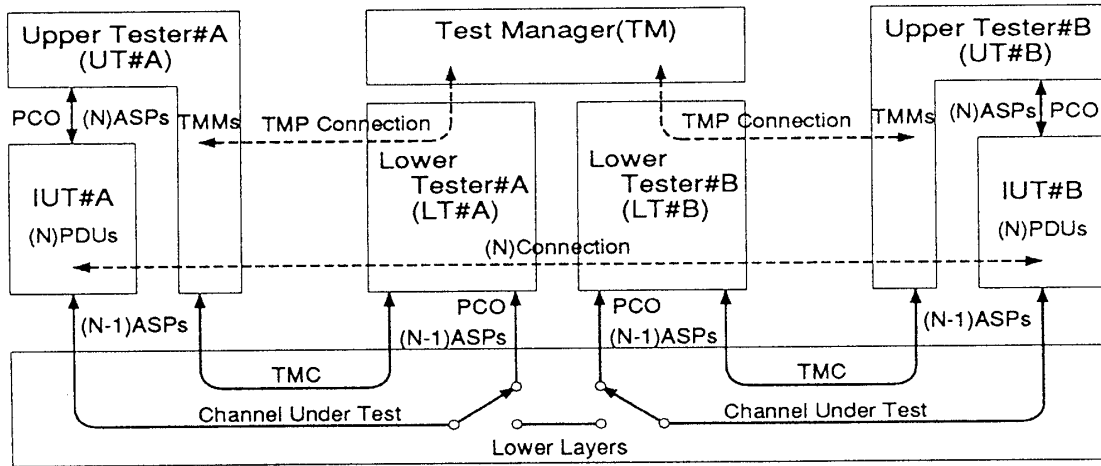 Upper Tester#A
(UT#A)
Test Manager(TM)
Upper Tester#B
(UT#B)
PCO
(N)ASPs
TMMs
TMP Connection
TMP Connection
TMMs
(N)ASPs
PCO
IUT#A
(N)PDUs
Lower
Tester#A
(LT#A)
Lower
Tester#B
(LT#B)
IUT#B
(N)PDUs
(N)Connection
(N-1)ASPs
PCO
(N-1)ASPs
PCO
(N-1)ASPs
(N-1)ASPs
TMC
TMC
Channel Under Test
Channel Under Test
Lower Layers